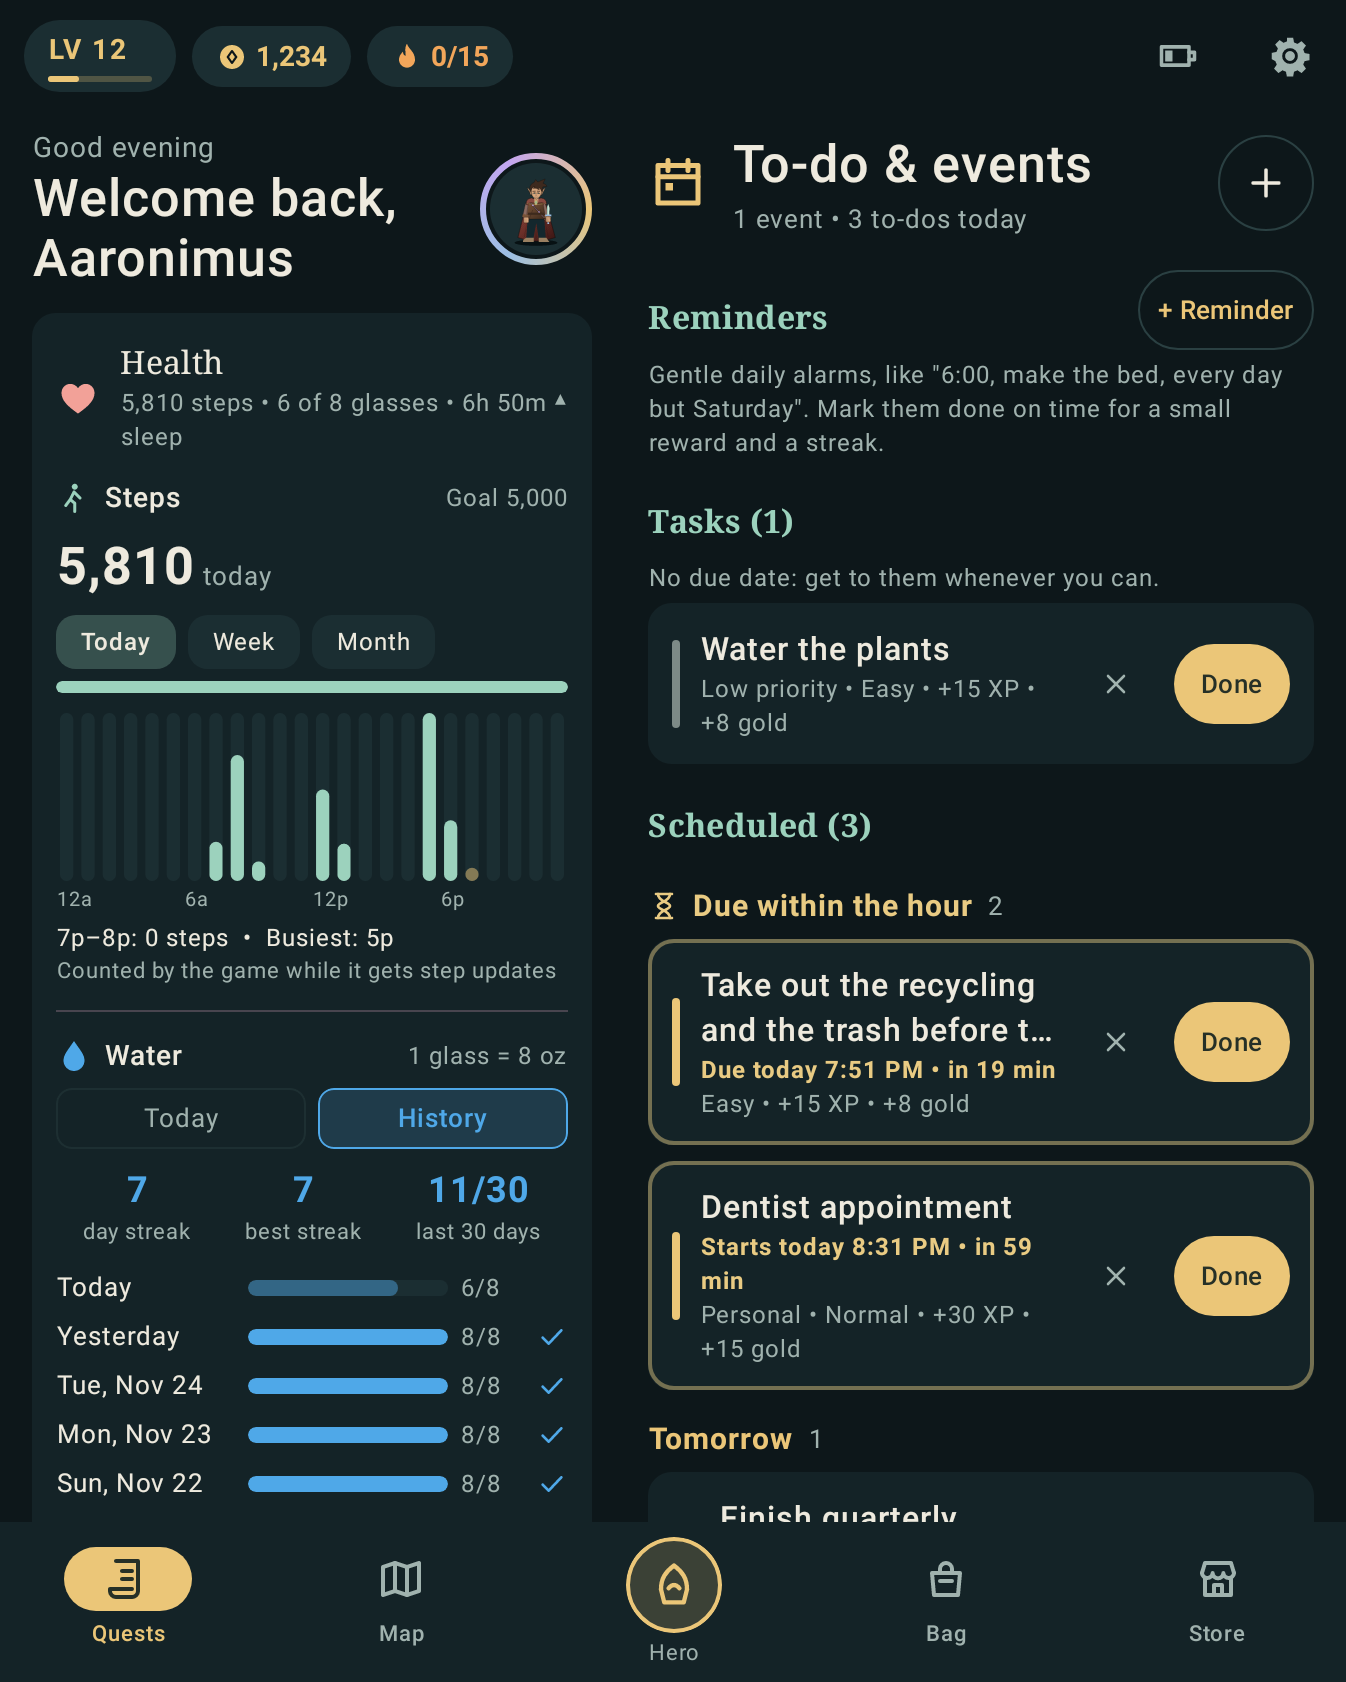 LV 12
1,234
0/15
Good evening
Welcome back,
Aaronimus
Health
5,810 steps • 6 of 8 glasses • 6h 50m
sleep
Steps
Goal 5,000
5,810 today
Today
Week
Month
12a
6a
12p
6p
7p–8p: 0 steps • Busiest: 5p
Counted by the game while it gets step updates
Water
1 glass = 8 oz
Today
History
7
day streak
7
best streak
11/30
last 30 days
Today 6/8
Yesterday 8/8
Tue, Nov 24 8/8
Mon, Nov 23 8/8
Sun, Nov 22 8/8
To-do & events
1 event • 3 to-dos today
Reminders
+ Reminder
Gentle daily alarms, like "6:00, make the bed, every day
but Saturday". Mark them done on time for a small
reward and a streak.
Tasks (1)
No due date: get to them whenever you can.
Water the plants
Low priority • Easy • +15 XP •
+8 gold
Done
Scheduled (3)
Due within the hour 2
Take out the recycling
and the trash before t…
Due today 7:51 PM • in 19 min
Easy • +15 XP • +8 gold
Done
Dentist appointment
Starts today 8:31 PM • in 59
min
Personal • Normal • +30 XP •
+15 gold
Done
Tomorrow 1
Finish quarterly
Quests
Map
Hero
Bag
Store